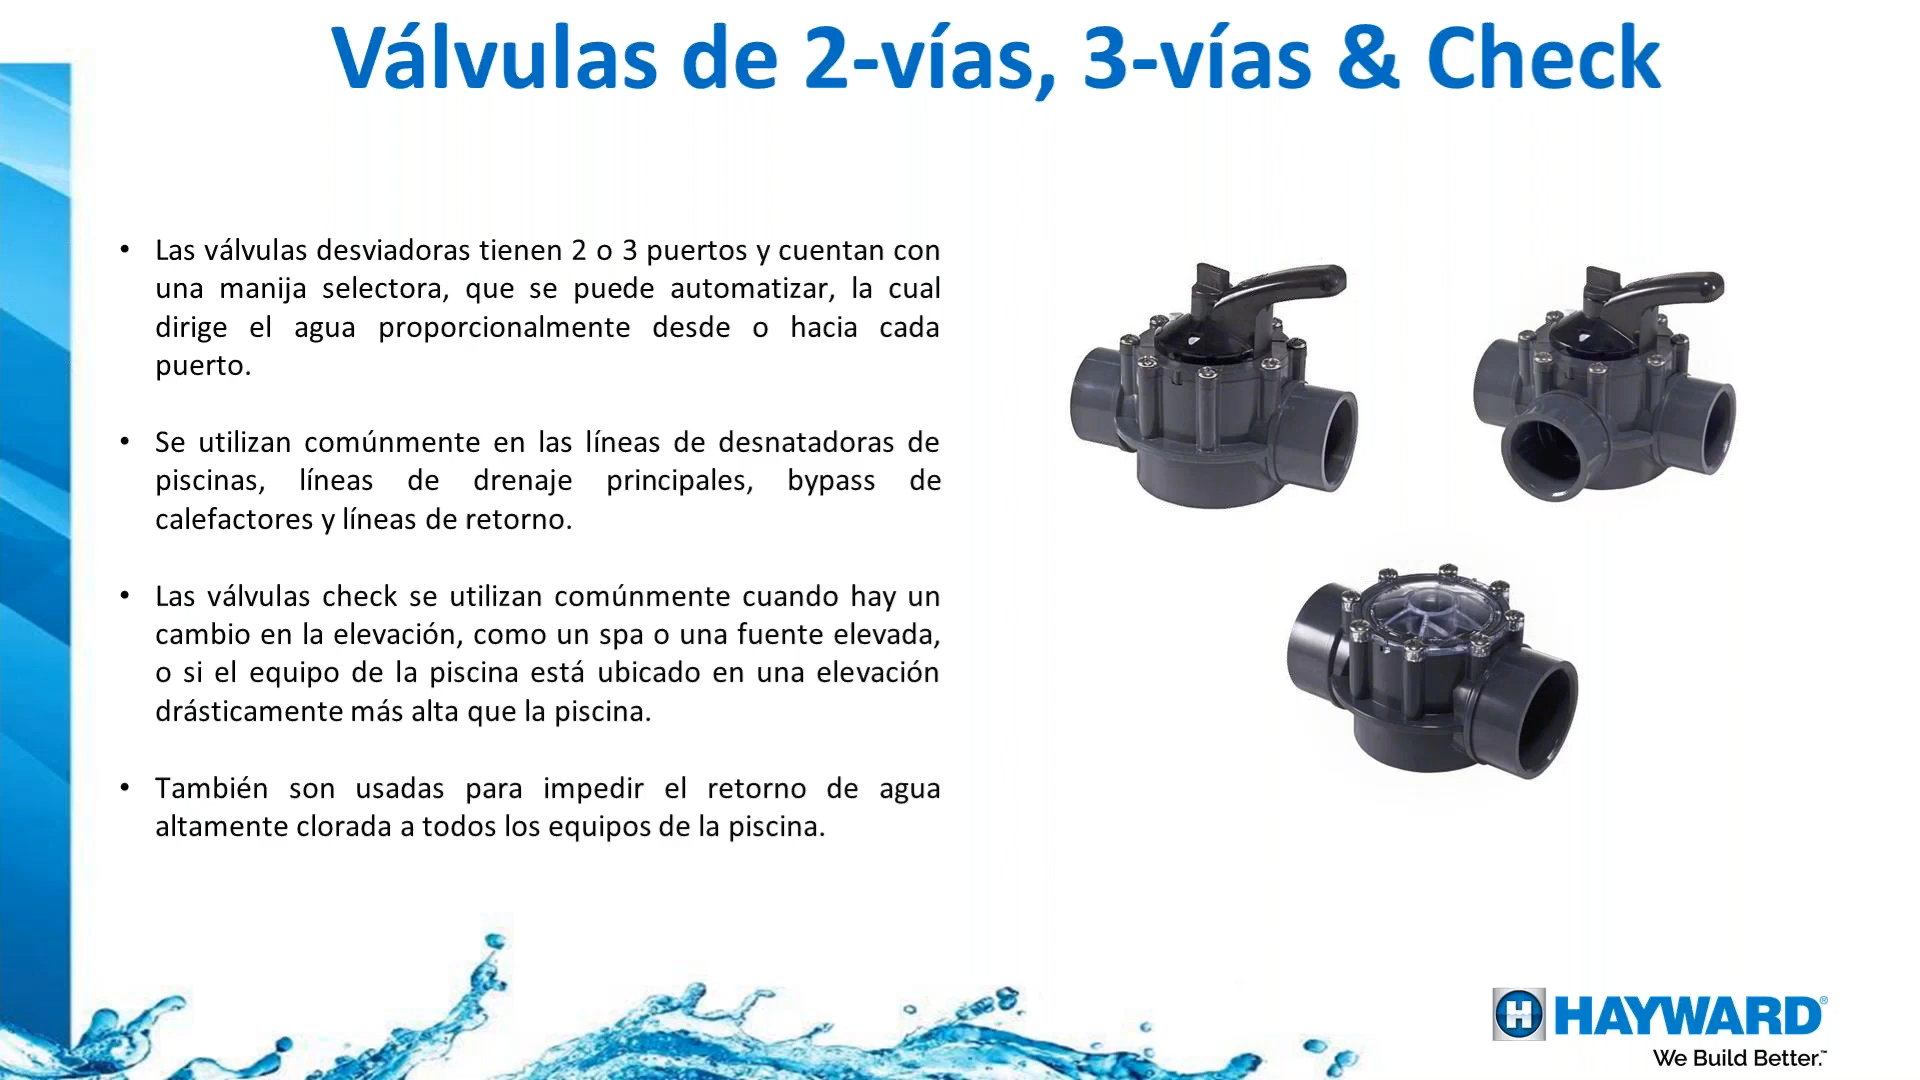 Válvulas de 2-vías, 3-vías & Check
• Las válvulas desviadoras tienen 2 o 3 puertos y cuentan con
una manija selectora, que se puede automatizar, la cual
dirige el agua proporcionalmente desde o hacia cada
puerto.
• Se utilizan comúnmente en las líneas de desnatadoras de
piscinas, líneas de drenaje principales, bypass de
calefactores y líneas de retorno.
• Las válvulas check se utilizan comúnmente cuando hay un
cambio en la elevación, como un spa o una fuente elevada,
o si el equipo de la piscina está ubicado en una elevación
drásticamente más alta que la piscina.
• También son usadas para impedir el retorno de agua
altamente clorada a todos los equipos de la piscina.
H HAYWARD®
We Build Better.™